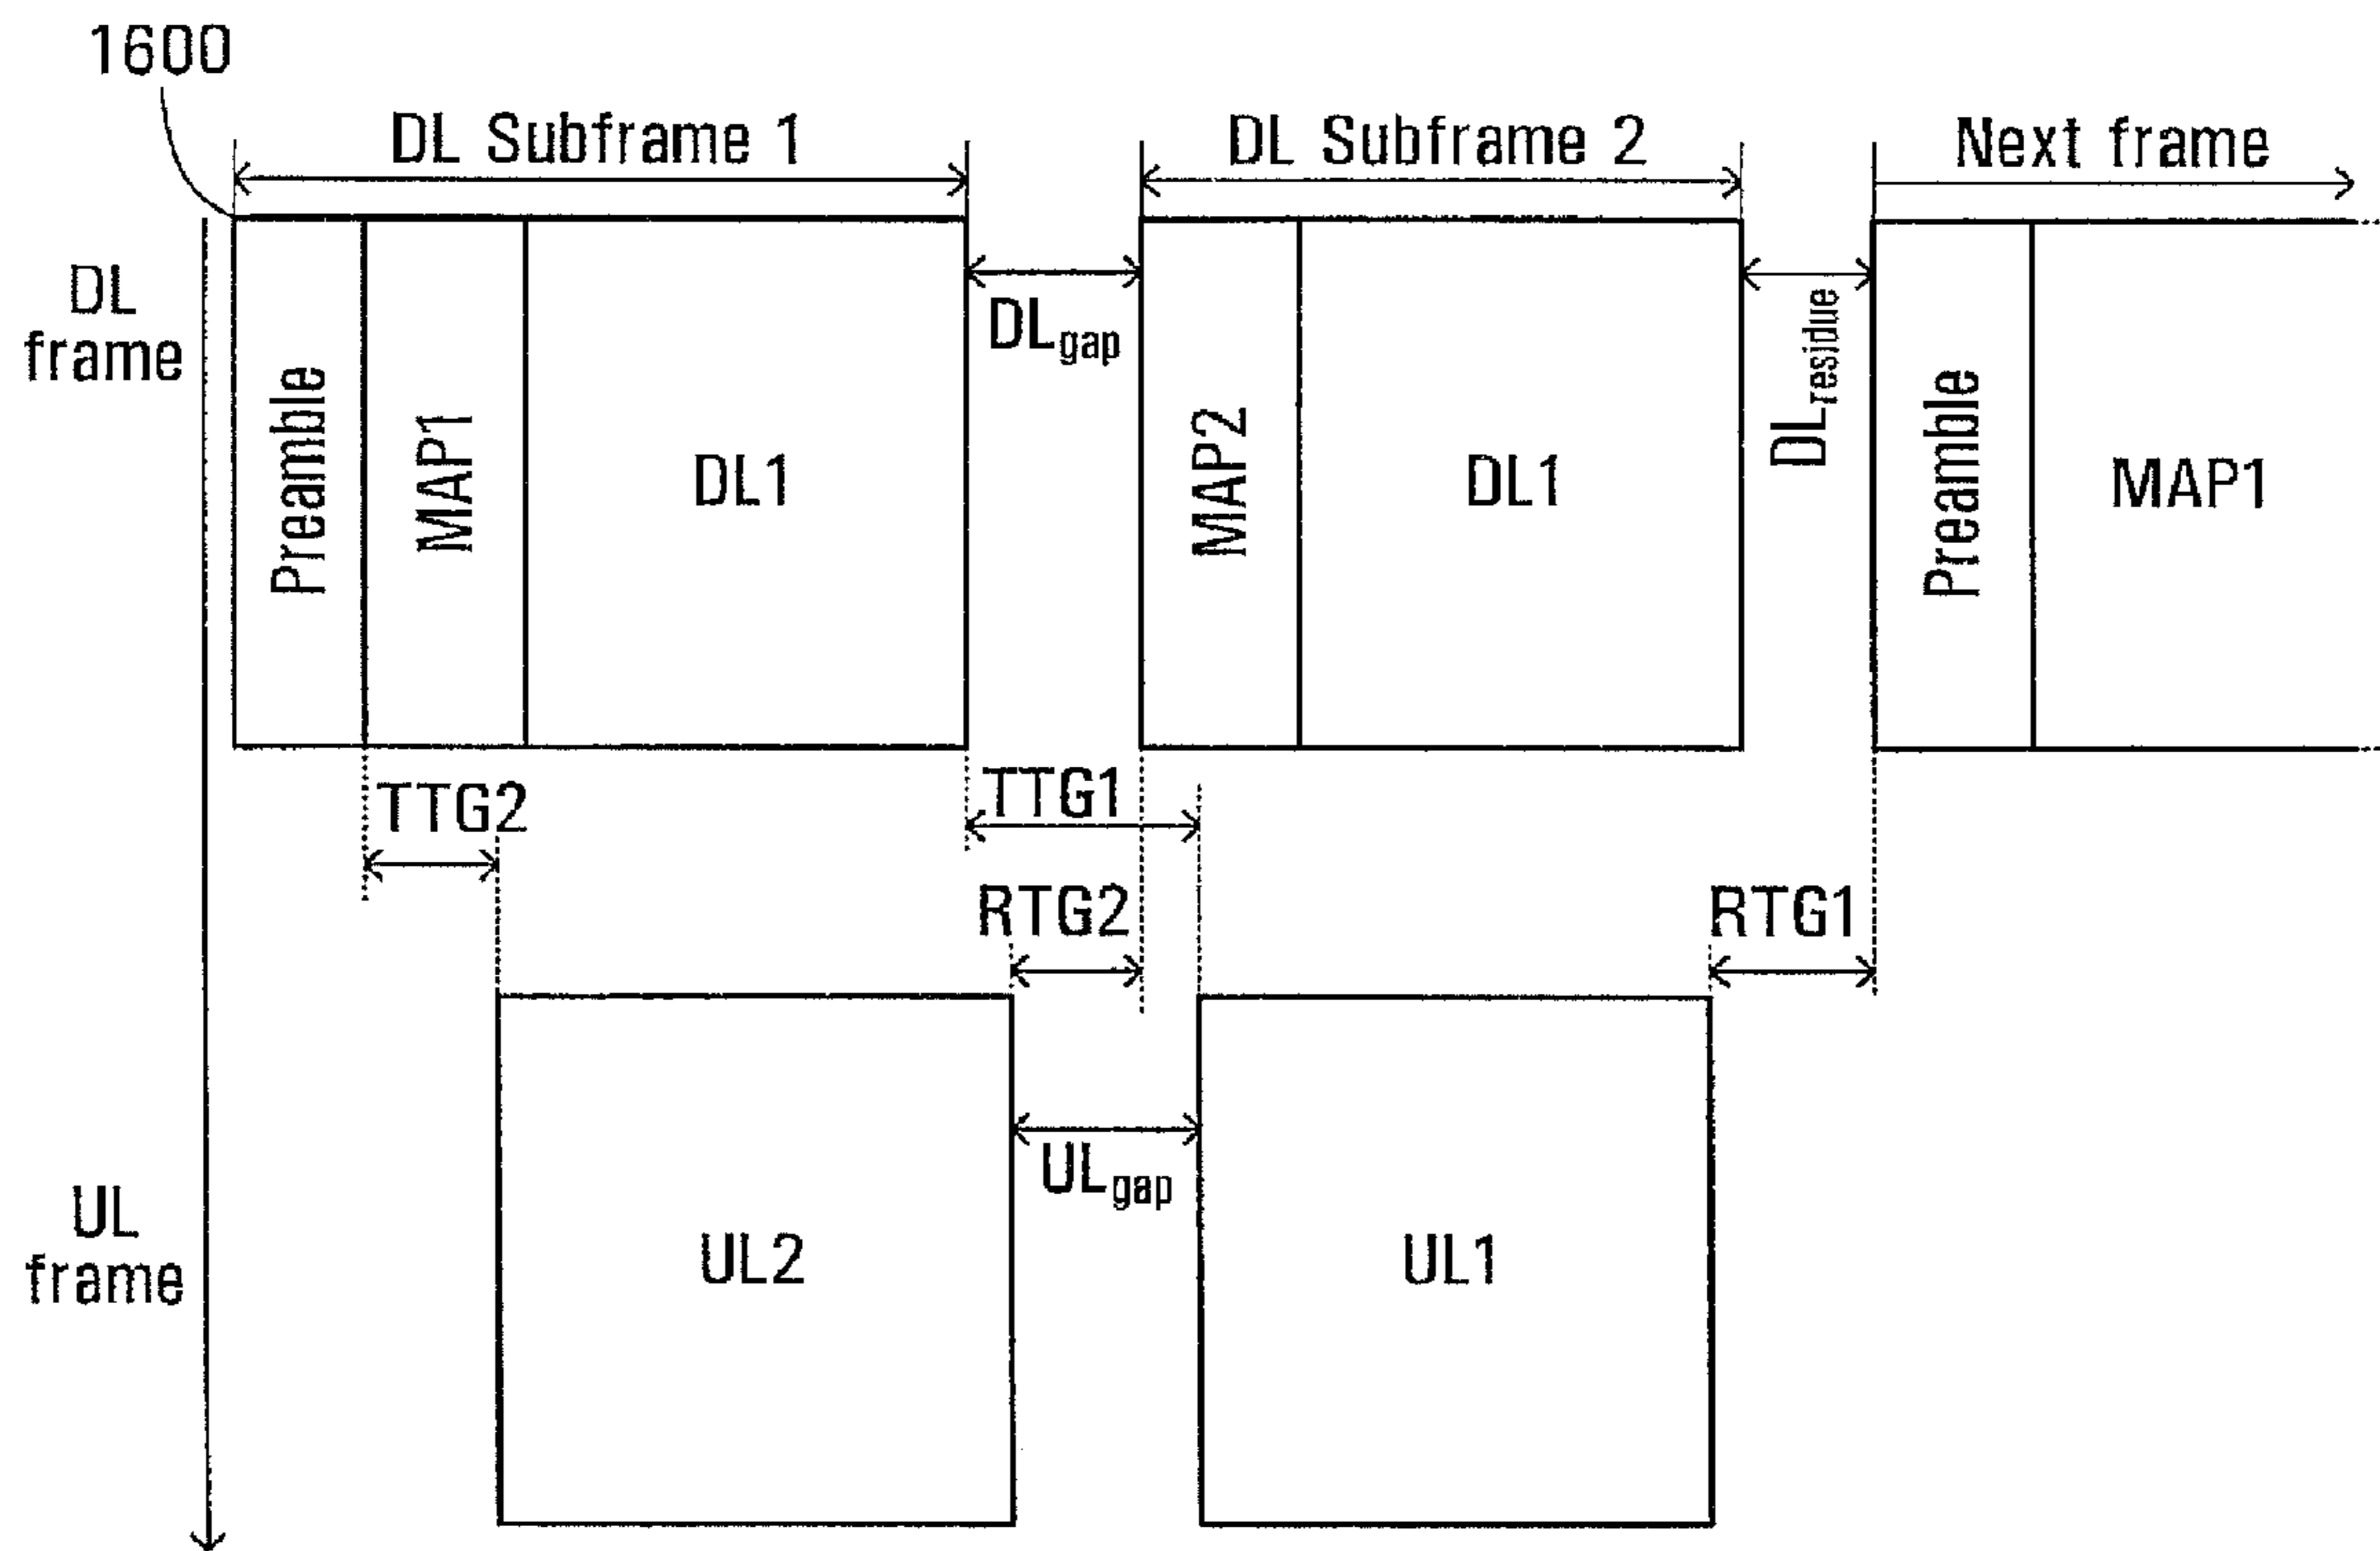 1600
DL Subframe 1
DL Subframe 2
Next frame
DL
frame
Preamble
MAP1
DL1
DLgap
MAP2
DL1
DLresidue
Preamble
MAP1
TTG2
TTG1
RTG2
RTG1
UL
frame
UL2
ULgap
UL1